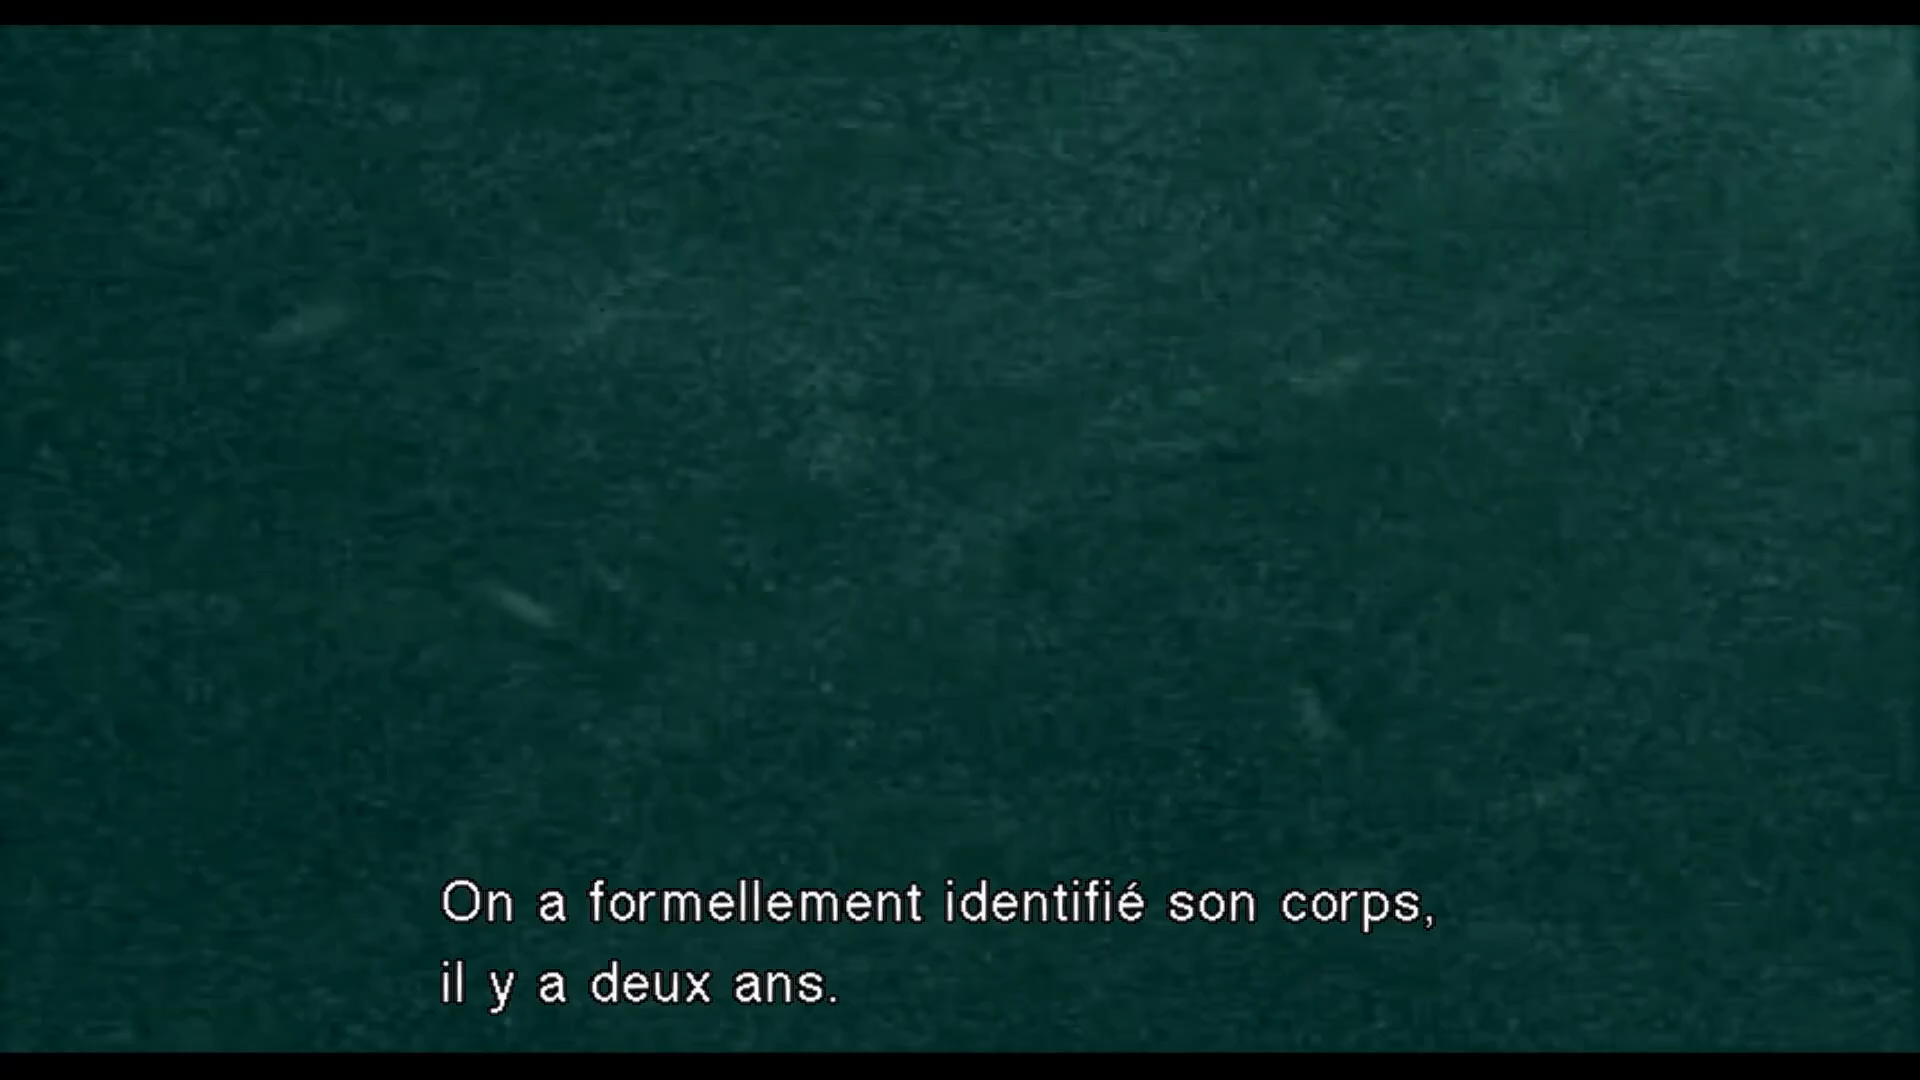 On a formellement identifié son corps,
il y a deux ans.